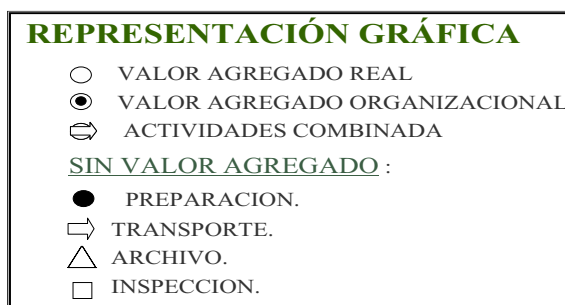 REPRESENTACIÓN GRÁFICA
VALOR AGREGADO REAL
VALOR AGREGADO ORGANIZACIONAL
ACTIVIDADES COMBINADA
SIN VALOR AGREGADO :
PREPARACION.
TRANSPORTE.
ARCHIVO.
INSPECCION.